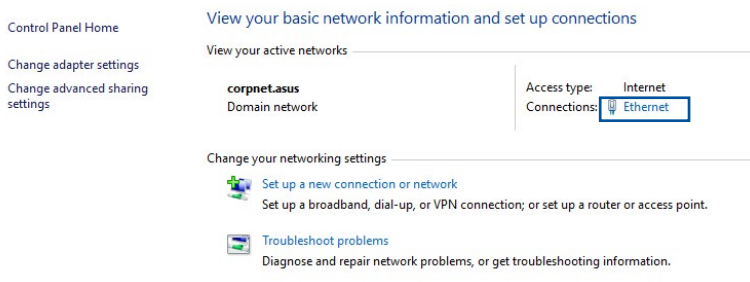 Control Panel Home
Change adapter settings
Change advanced sharing
settings
View your basic network information and set up connections
View your active networks
corpnet.asus
Domain network
Access type: Internet
Connections: Ethernet
Change your networking settings
Set up a new connection or network
Set up a broadband, dial-up, or VPN connection; or set up a router or access point.
Troubleshoot problems
Diagnose and repair network problems, or get troubleshooting information.